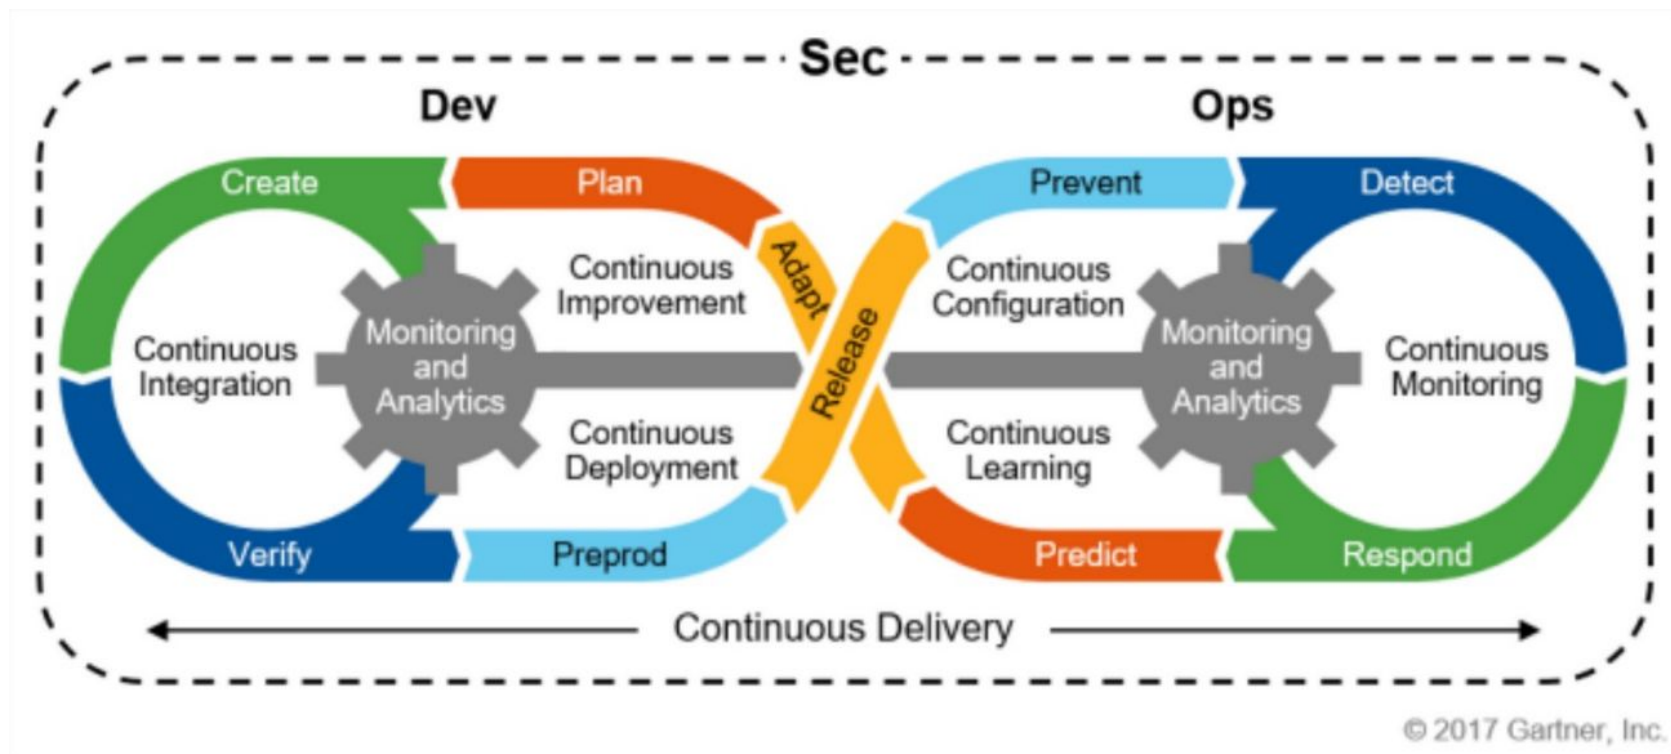 Sec
Dev
Ops
Create
Plan
Prevent
Detect
Adapt
Release
Continuous
Improvement
Continuous
Configuration
Continuous
Integration
Monitoring
and
Analytics
Monitoring
and
Analytics
Continuous
Monitoring
Continuous
Deployment
Continuous
Learning
Verify
Preprod
Predict
Respond
Continuous Delivery
© 2017 Gartner, Inc.